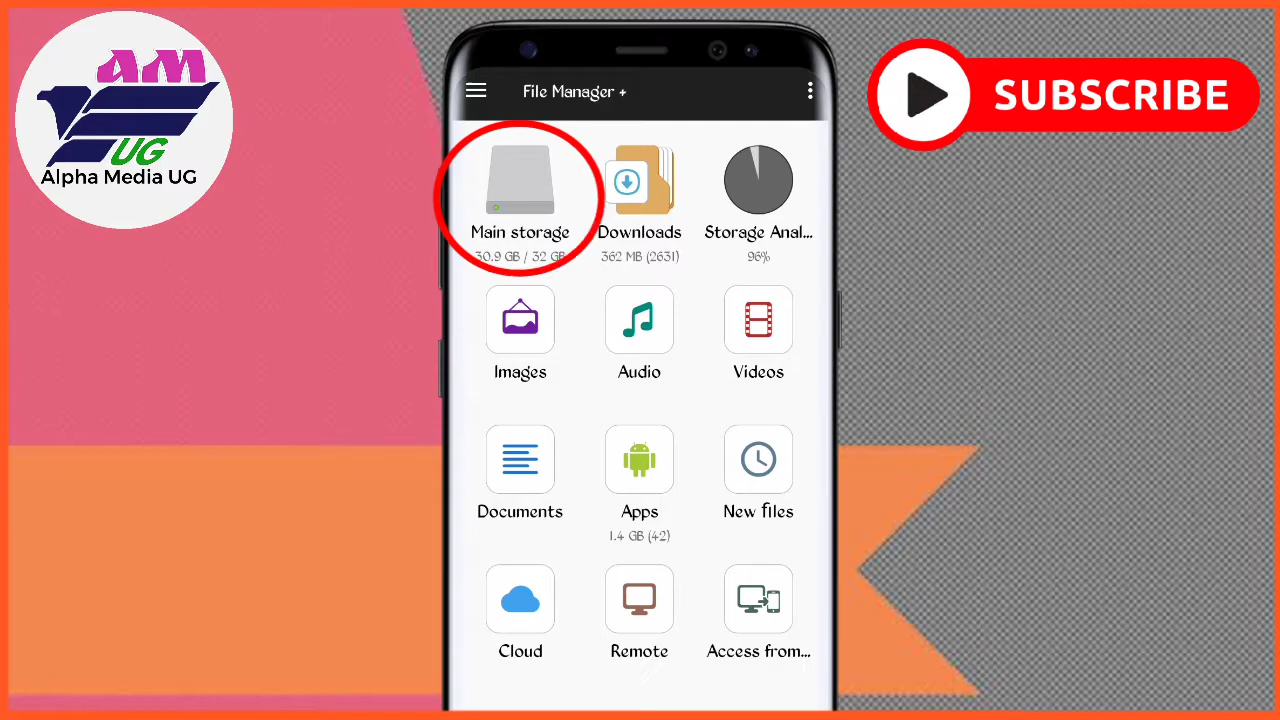 AM
UG
Alpha Media UG
SUBSCRIBE
File Manager +
Main storage
30.9 GB / 32 GB
Downloads
362 MB (2631)
Storage Anal...
96%
Images
Audio
Videos
Documents
Apps
1.4 GB (42)
New files
Cloud
Remote
Access from...